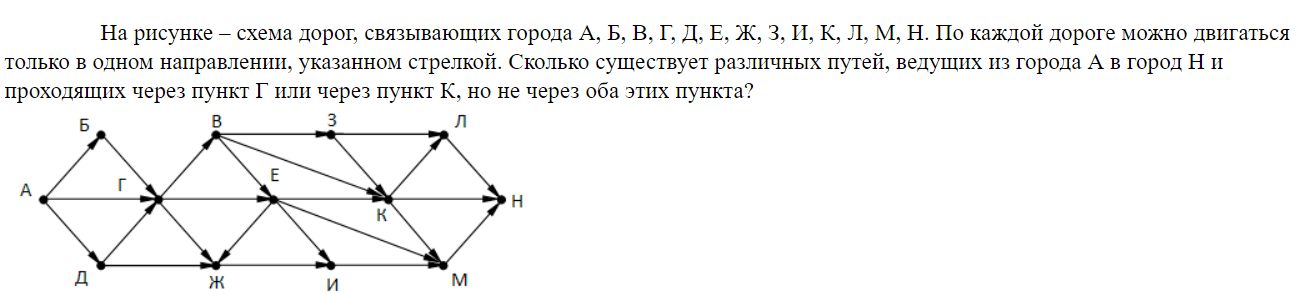 На рисунке – схема дорог, связывающих города А, Б, В, Г, Д, Е, Ж, З, И, К, Л, М, Н. По каждой дороге можно двигаться
только в одном направлении, указанном стрелкой. Сколько существует различных путей, ведущих из города А в город Н и
проходящих через пункт Г или через пункт К, но не через оба этих пункта?
Б В З Л
А Г Е К Н
Д Ж И М